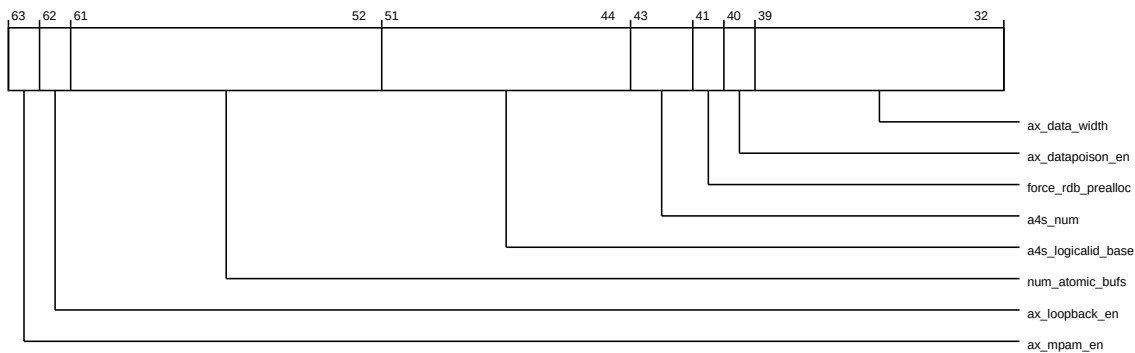 63 62 61 52 51 44 43 41 40 39 32
ax_data_width
ax_datapoison_en
force_rdb_prealloc
a4s_num
a4s_logicalid_base
num_atomic_bufs
ax_loopback_en
ax_mpam_en